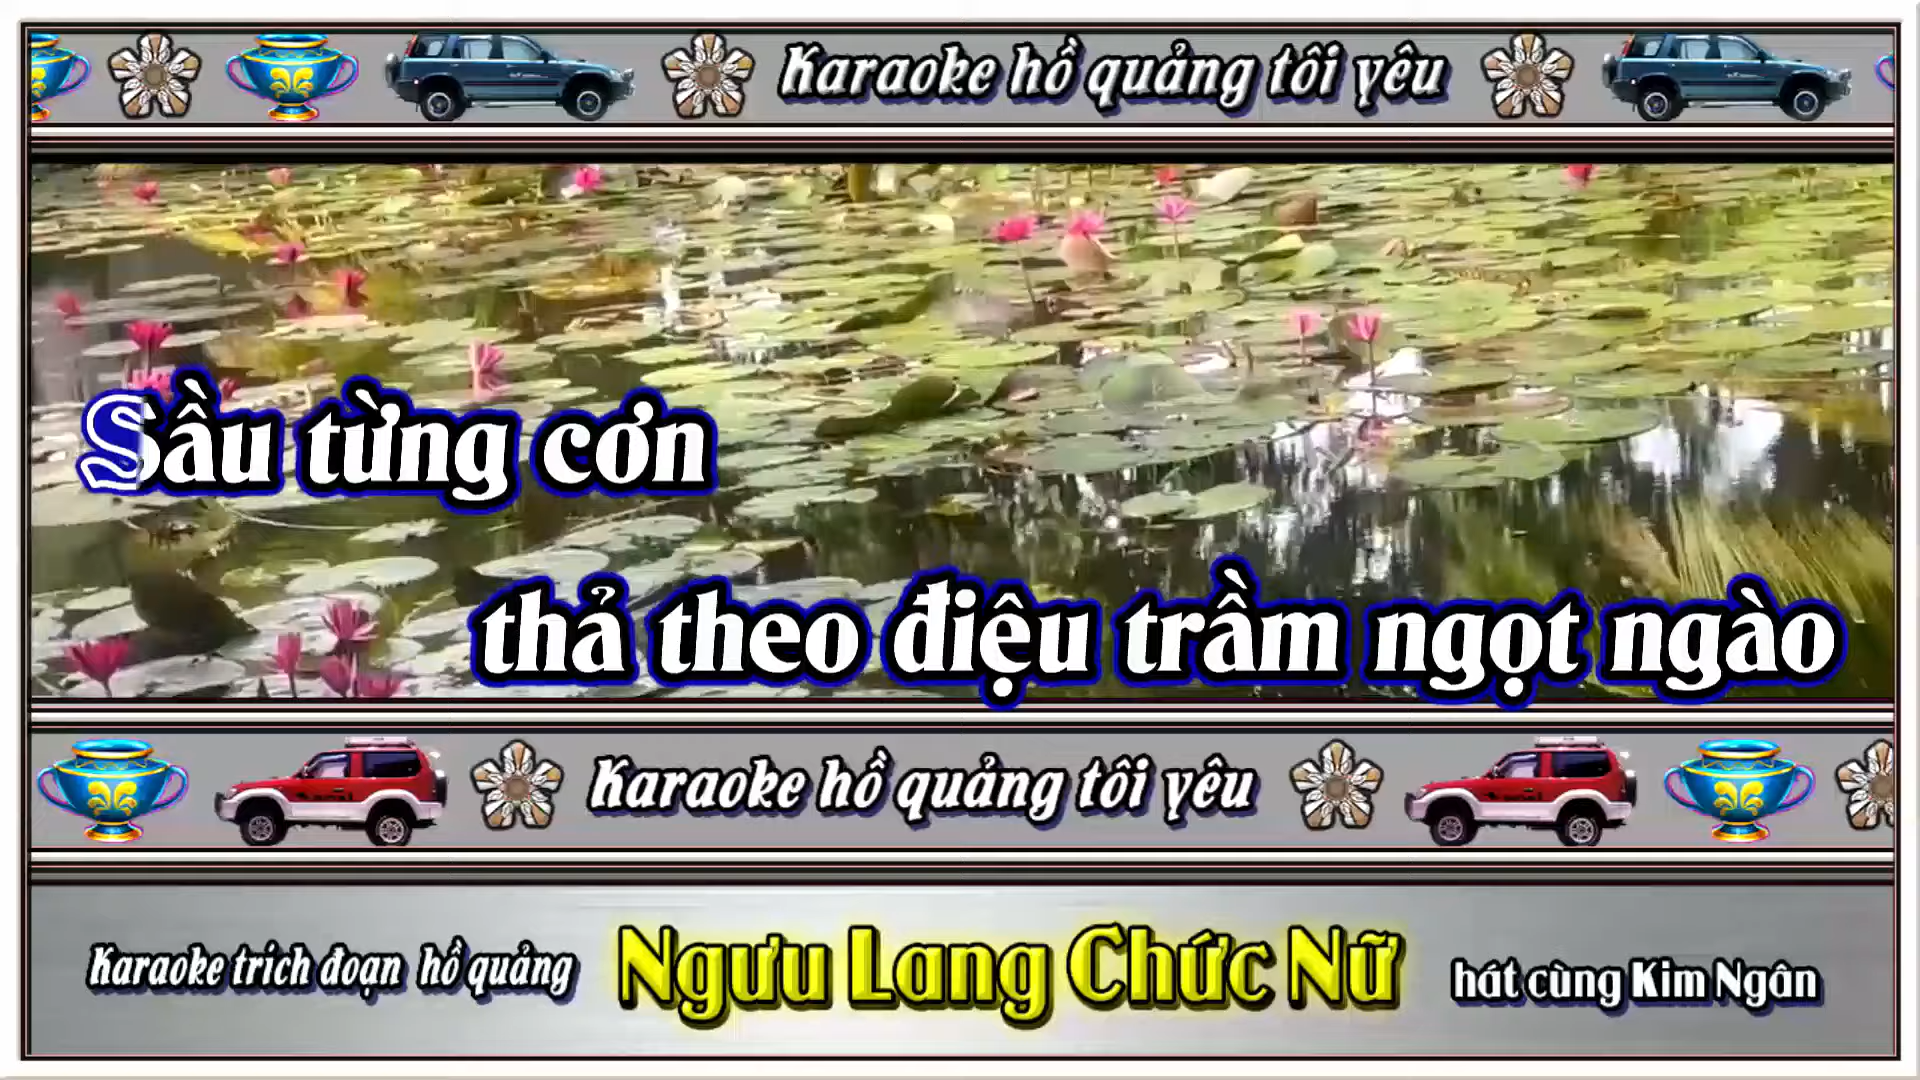 Karaoke hồ quảng tôi yêu
Sầu từng cơn
thả theo điệu trầm ngọt ngào
Karaoke hồ quảng tôi yêu
Karaoke trích đoạn hồ quảng
Ngưu Lang Chức Nữ
hát cùng Kim Ngân